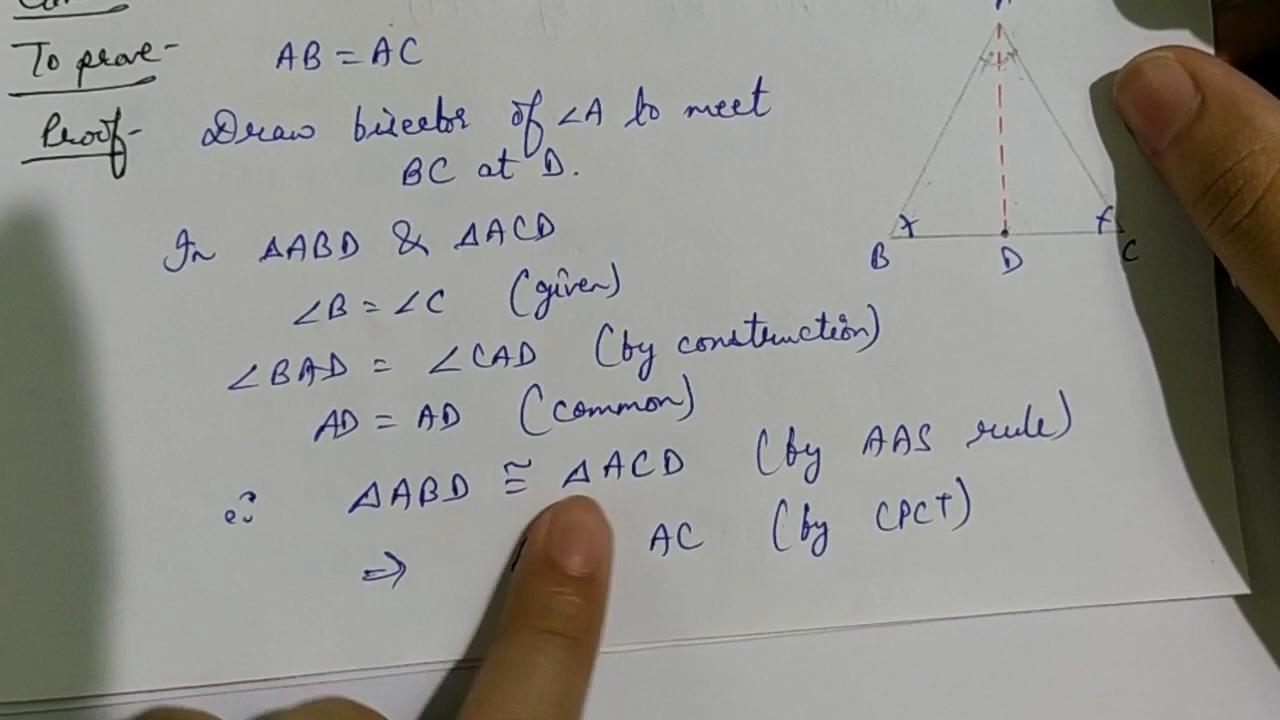 To prove- AB = AC
Proof- Draw bisector of ∠A to meet
BC at D.
In ΔABD & ΔACD
∠B = ∠C (given)
∠BAD = ∠CAD (by construction)
AD = AD (common)
∴ ΔABD ≅ ΔACD (by AAS rule)
⇒ AC (by CPCT)
B D C